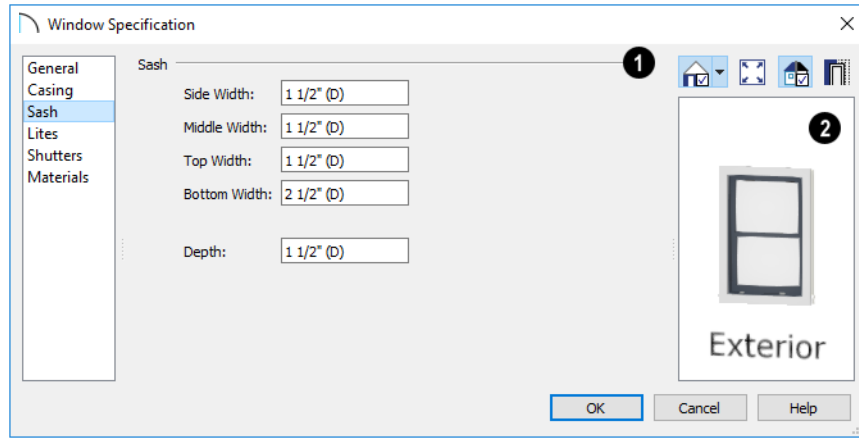 Window Specification
General
Casing
Sash
Lites
Shutters
Materials
Sash
1
Side Width: 1 1/2" (D)
Middle Width: 1 1/2" (D)
Top Width: 1 1/2" (D)
Bottom Width: 2 1/2" (D)
Depth: 1 1/2" (D)
2
Exterior
OK Cancel Help